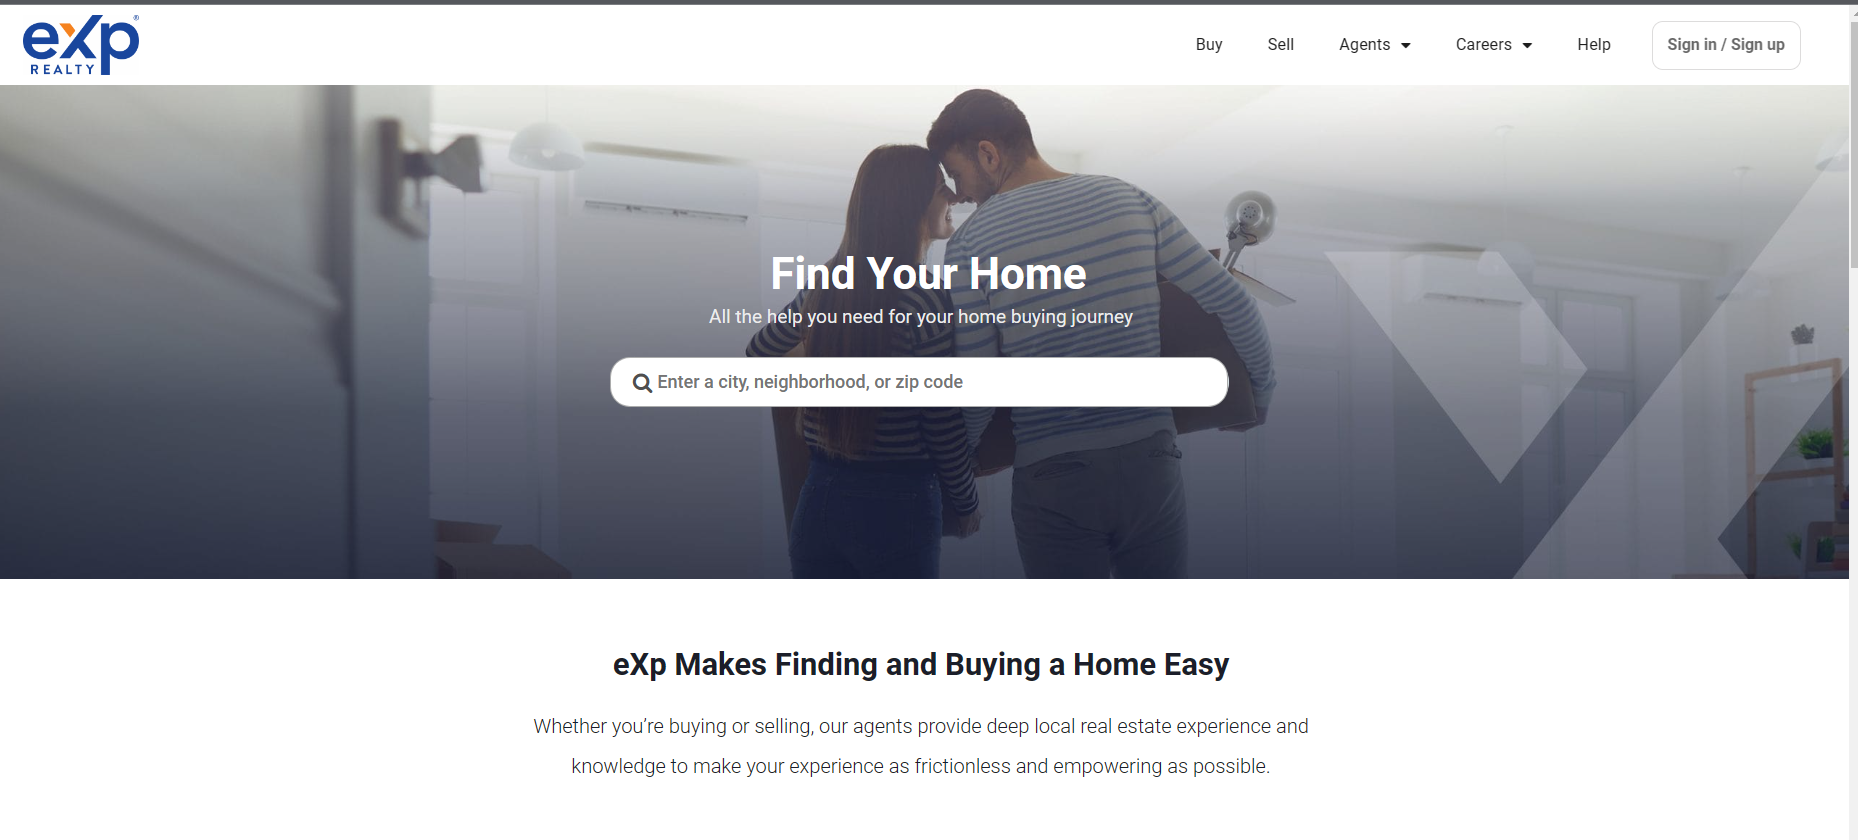 eXp®
REALTY
Buy
Sell
Agents
Careers
Help
Sign in / Sign up
Find Your Home
All the help you need for your home buying journey
Enter a city, neighborhood, or zip code
eXp Makes Finding and Buying a Home Easy
Whether you’re buying or selling, our agents provide deep local real estate experience and
knowledge to make your experience as frictionless and empowering as possible.